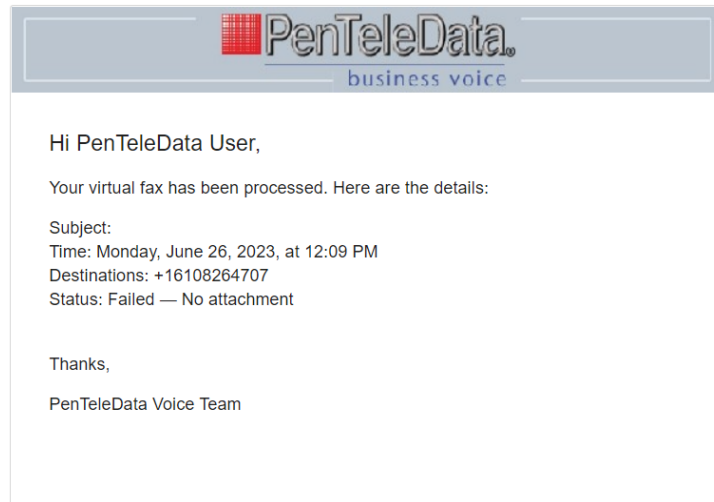 PenTeleData®
business voice
Hi PenTeleData User,
Your virtual fax has been processed. Here are the details:
Subject:
Time: Monday, June 26, 2023, at 12:09 PM
Destinations: +16108264707
Status: Failed — No attachment
Thanks,
PenTeleData Voice Team